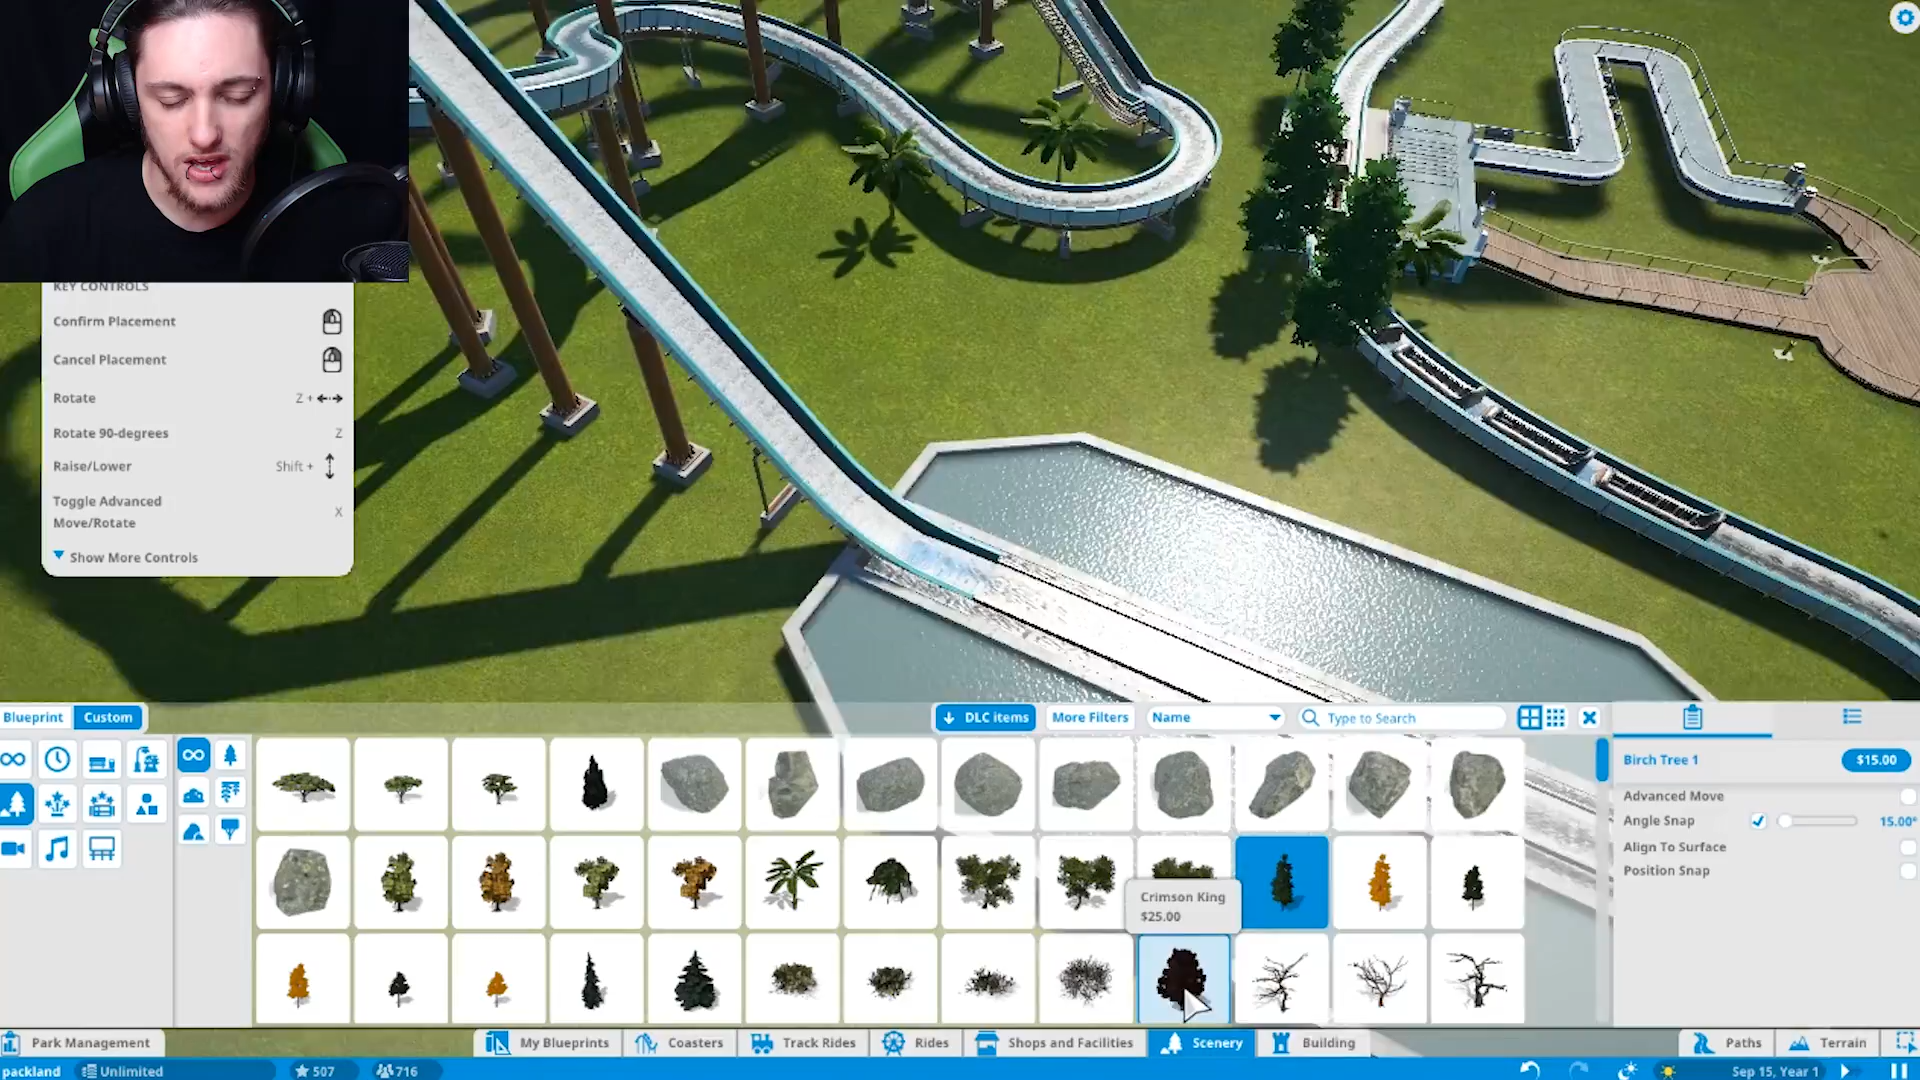 KEY CONTROLS
Confirm Placement
Cancel Placement
Rotate Z +
Rotate 90-degrees Z
Raise/Lower Shift +
Toggle Advanced
Move/Rotate X
Show More Controls
Blueprint Custom DLC items More Filters Name Type to Search
Birch Tree 1 $15.00
Advanced Move
Angle Snap 15.00°
Align To Surface
Position Snap
Crimson King
$25.00
Park Management My Blueprints Coasters Track Rides Rides Shops and Facilities Scenery Building Paths Terrain
packland Unlimited 507 716 Sep 15, Year 1